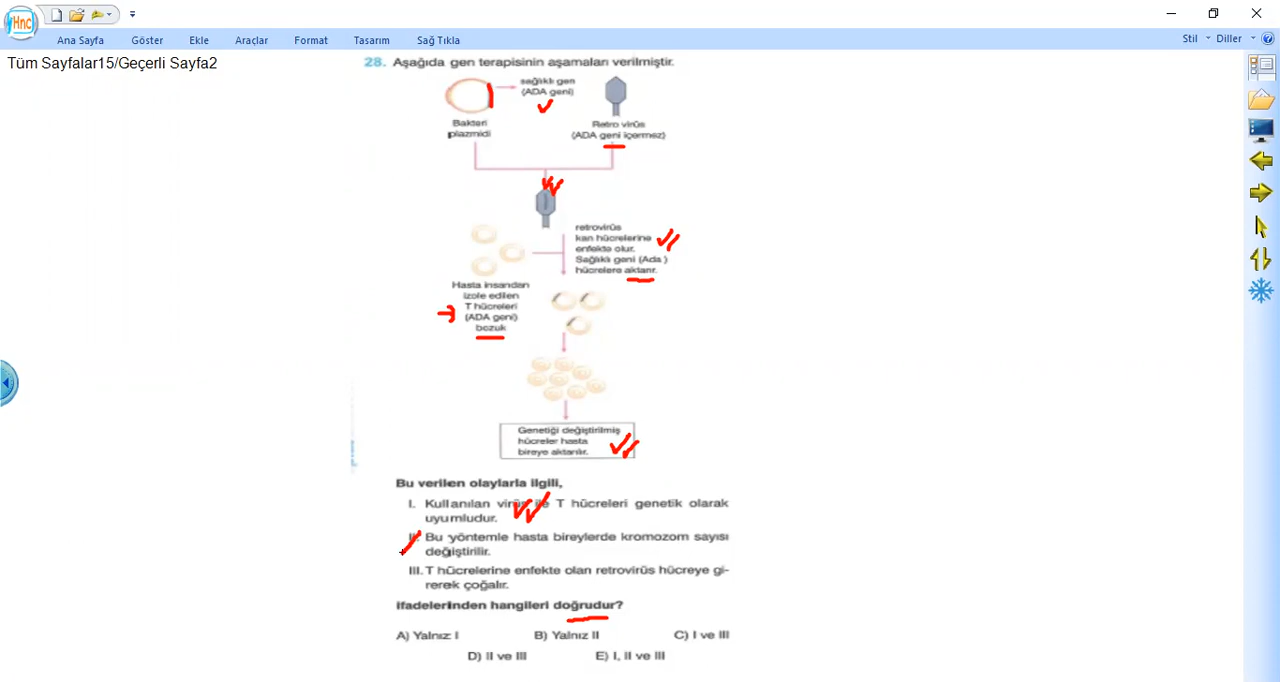 Hnc
Ana Sayfa Göster Ekle Araçlar Format Tasarım Sağ Tıkla Stil Diller
Tüm Sayfalar15/Geçerli Sayfa2
28. Aşağıda gen terapisinin aşamaları verilmiştir.
sağlıklı gen
(ADA geni)
Bakteri
plazmidi
Retro virüs
(ADA geni içermez)
retrovirüs
kan hücrelerine
enfekte olur.
Sağlıklı geni (Ada )
hücrelere aktarır.
Hasta insandan
izole edilen
T hücreleri
(ADA geni)
bozuk
Genetiği değiştirilmiş
hücreler hasta
bireye aktarılır.
Bu verilen olaylarla ilgili,
I. Kullanılan virüs ile T hücreleri genetik olarak
uyumludur.
II. Bu yöntemle hasta bireylerde kromozom sayısı
değiştirilir.
III. T hücrelerine enfekte olan retrovirüs hücreye gi-
rerek çoğalır.
ifadelerinden hangileri doğrudur?
A) Yalnız I B) Yalnız II C) I ve III
D) II ve III E) I, II ve III